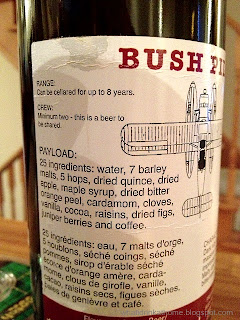 BUSH PI
RANGE:
Can be cellared for up to 8 years.
CREW:
Minimum two - this is a beer to
be shared.
PAYLOAD:
25 ingredients: water, 7 barley
malts, 5 hops, dried quince, dried
apple, maple syrup, dried bitter
orange peel, cardamom, cloves,
vanilla, cocoa, raisins, dried figs,
juniper berries and coffee.
25 ingrédients: eau, 7 malts d'orge,
5 houblons, séché coings, séché
pommes, sirop d'érable séché
écorce d'orange amère, carda-
mome, clous de girofle, vanille,
cacao, raisins secs, figues sèches,
baies de genièvre et café.